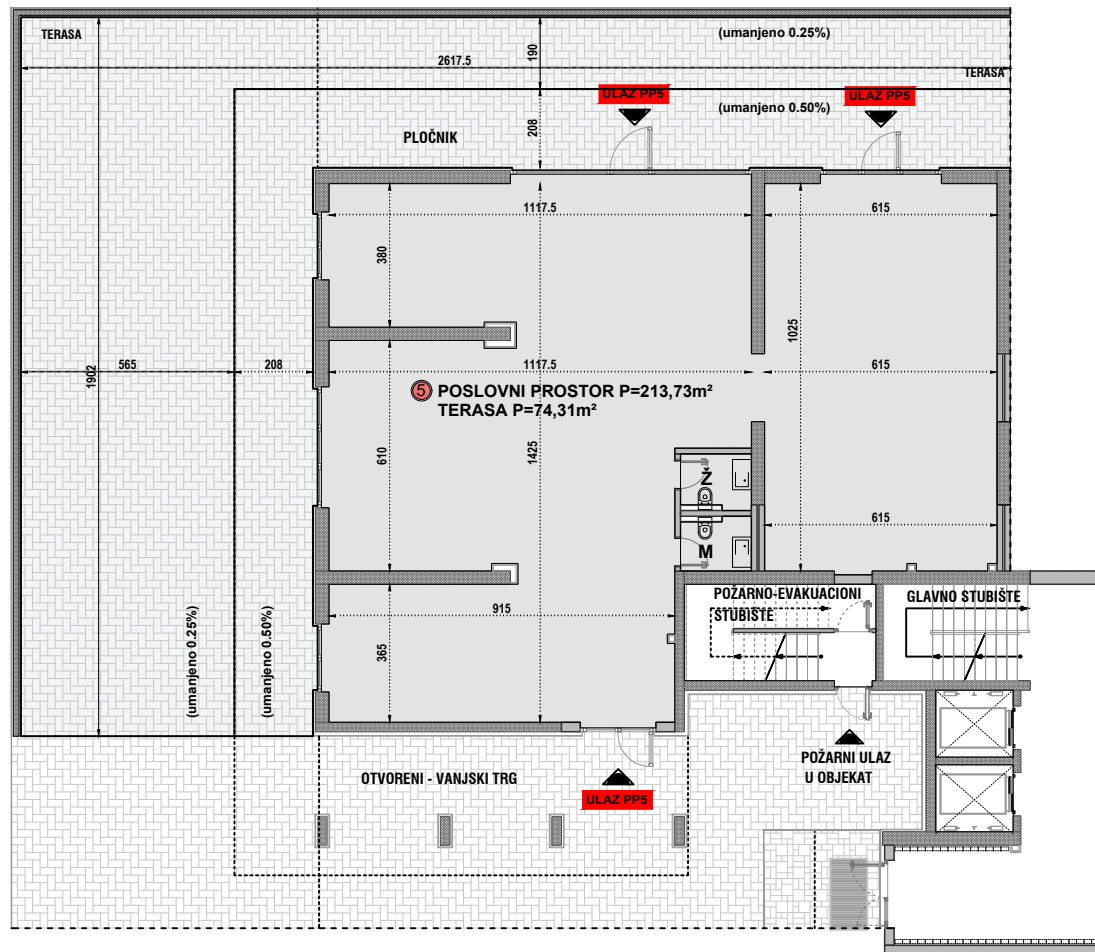 TERASA
(umanjeno 0.25%)
190
2617.5
TERASA
ULAZ PP5
ULAZ PP5
(umanjeno 0.50%)
208
PLOČNIK
1117.5
615
380
1025
565
1902
208
1117.5
615
5 POSLOVNI PROSTOR P=213,73m²
TERASA P=74,31m²
1425
610
Ž
615
M
POŽARNO-EVAKUACIONI
STUBIŠTE
GLAVNO STUBIŠTE
915
365
(umanjeno 0.25%)
(umanjeno 0.50%)
OTVORENI - VANJSKI TRG
ULAZ PP5
POŽARNI ULAZ
U OBJEKAT